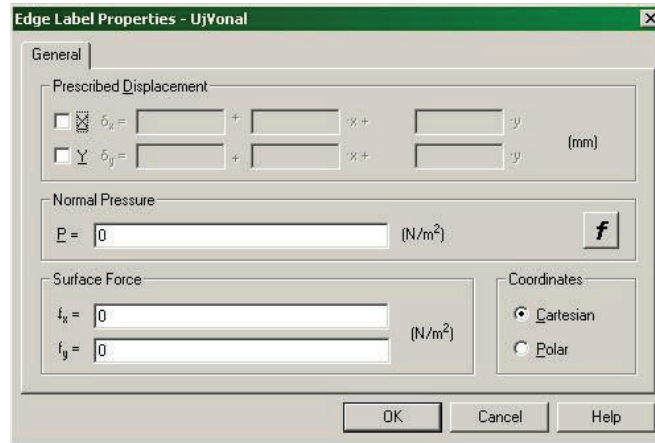 Edge Label Properties - UjVonal
General
Prescribed Displacement
X δx = + ·x + ·y
Y δy = + ·x + ·y
(mm)
Normal Pressure
P = 0 (N/m²) f
Surface Force
fx = 0
fy = 0
(N/m²)
Coordinates
Cartesian
Polar
OK Cancel Help